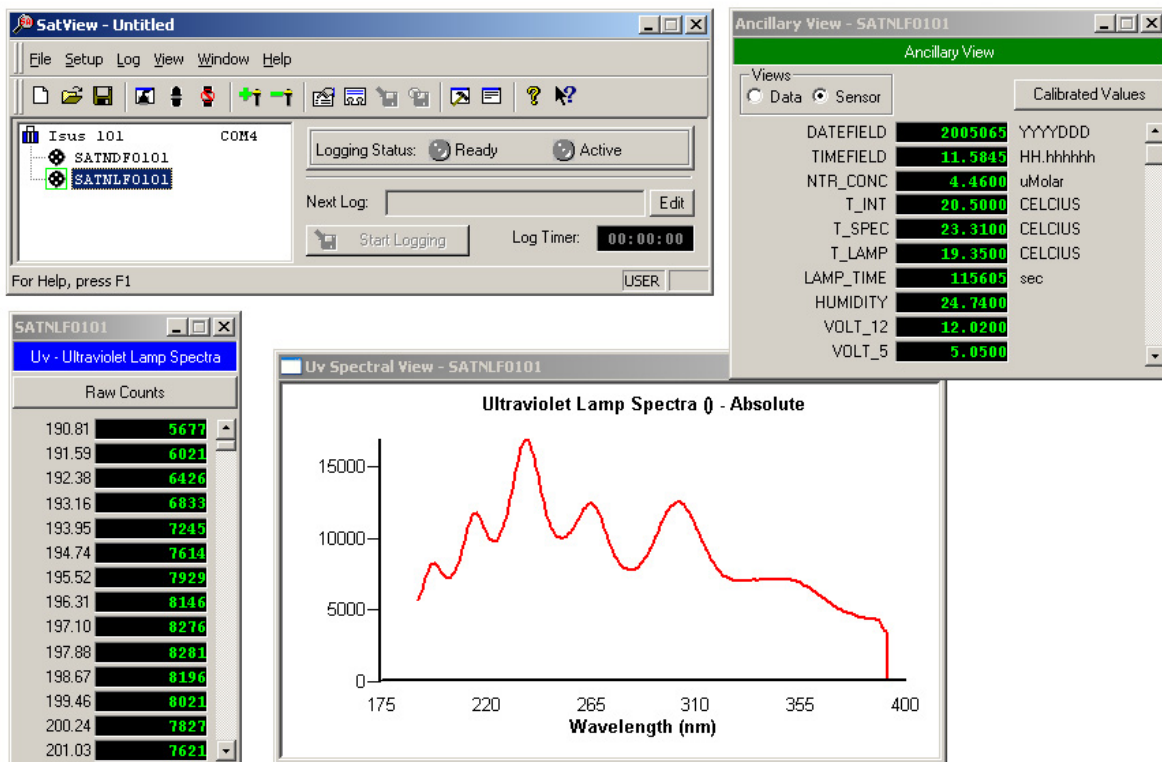 SatView - Untitled
File Setup Log View Window Help
Isus 101 COM4
SATNDF0101
SATNLF0101
Logging Status: Ready Active
Next Log: Edit
Start Logging Log Timer: 00:00:00
For Help, press F1 USER
Ancillary View - SATNLF0101
Ancillary View
Views
Data Sensor Calibrated Values
DATEFIELD 2005065 YYYYDDD
TIMEFIELD 11.5845 HH.hhhhhh
NTR_CONC 4.4600 uMolar
T_INT 20.5000 CELCIUS
T_SPEC 23.3100 CELCIUS
T_LAMP 19.3500 CELCIUS
LAMP_TIME 115605 sec
HUMIDITY 24.7400
VOLT_12 12.0200
VOLT_5 5.0500
SATNLF0101
Uv - Ultraviolet Lamp Spectra
Raw Counts
190.81 5677
191.59 6021
192.38 6426
193.16 6833
193.95 7245
194.74 7614
195.52 7929
196.31 8146
197.10 8276
197.88 8281
198.67 8196
199.46 8021
200.24 7827
201.03 7621
Uv Spectral View - SATNLF0101
Ultraviolet Lamp Spectra () - Absolute
15000
10000
5000
0
175 220 265 310 355 400
Wavelength (nm)